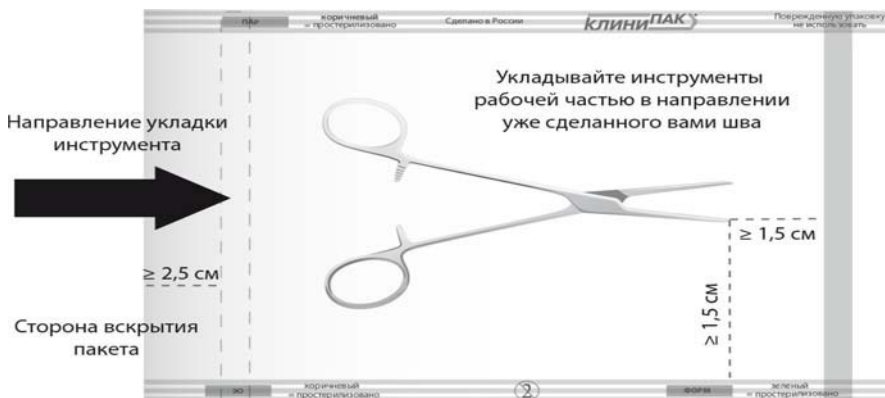 ПАР
коричневый
= простерилизовано
Сделано в России
КЛИНИПАК
Поврежденную упаковку
не использовать
Укладывайте инструменты
рабочей частью в направлении
уже сделанного вами шва
Направление укладки
инструмента
≥ 1,5 см
≥ 2,5 см
≥ 1,5 см
Сторона вскрытия
пакета
ЭО
коричневый
= простерилизовано
2
ФОРМ
зеленый
= простерилизовано